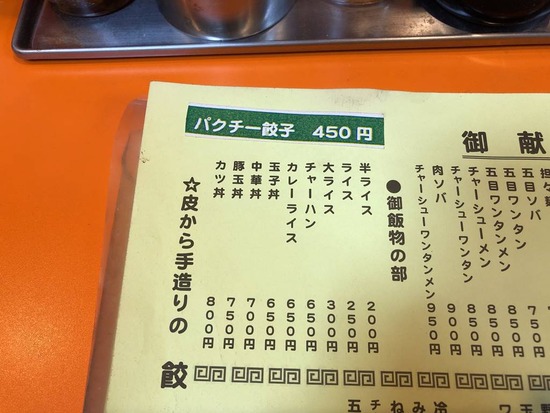 パクチー餃子 450円
御献
担々麺
五目ソバ
五目ワンタン 8
五目ワンタンメン 850円
チャーシューメン 850円
チャーシューワンタン 850円
肉ソバ 900円
チャーシューワンタンメン 950円
●御飯物の部
半ライス 200円
ライス 250円
大ライス 300円
チャーハン 650円
カレーライス 650円
玉子丼 650円
中華丼 700円
豚玉丼 750円
カツ丼 800円
☆皮から手造りの
餃